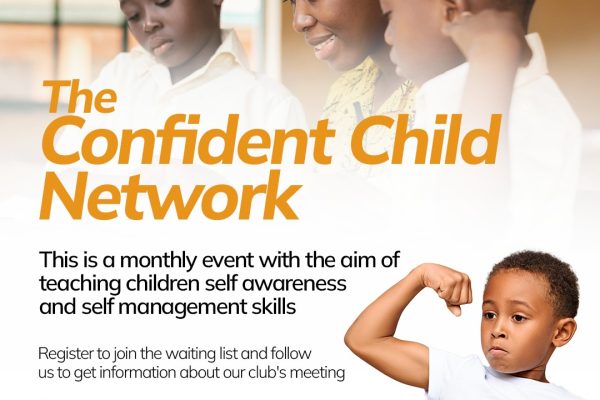 The
Confident Child
Network
This is a monthly event with the aim of
teaching children self awareness
and self management skills
Register to join the waiting list and follow
us to get information about our club's meeting